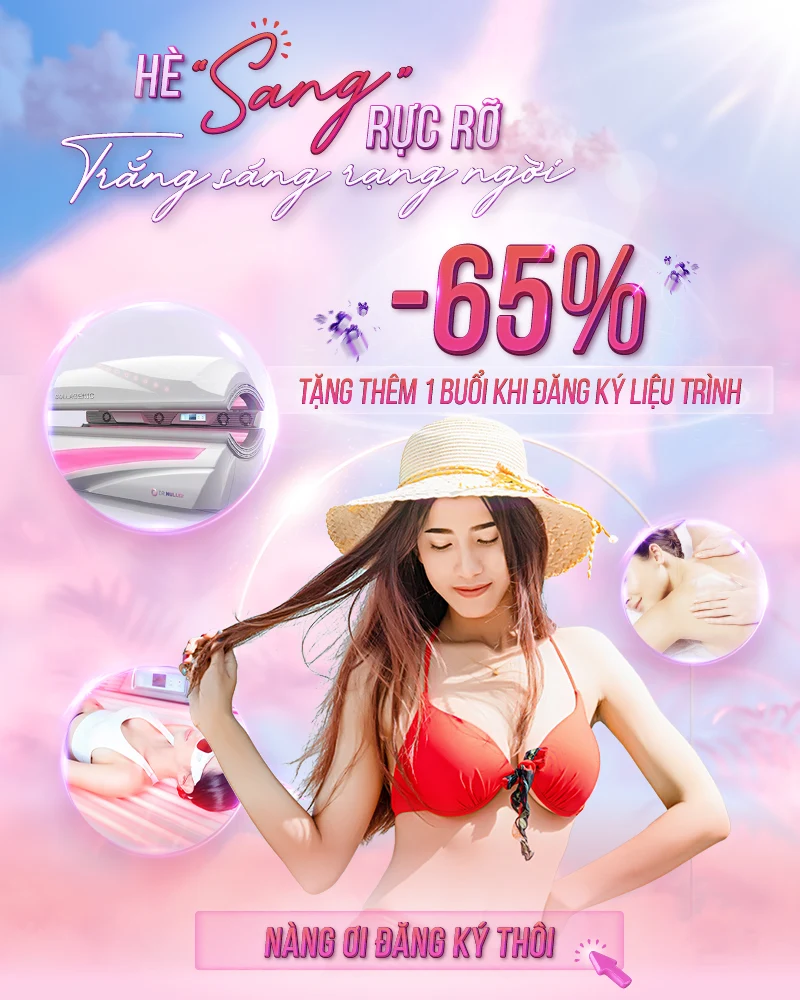 HÈ "Sang"
RỰC RỠ
Trắng sáng rạng ngời
-65%
TẶNG THÊM 1 BUỔI KHI ĐĂNG KÝ LIỆU TRÌNH
NÀNG ƠI ĐĂNG KÝ THÔI